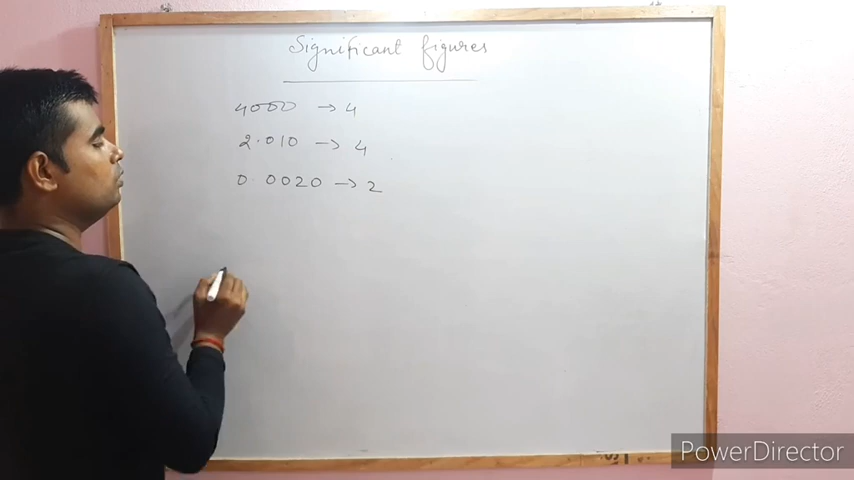 Significant figures
4000 → 4
2.010 → 4
0.0020 → 2
PowerDirector